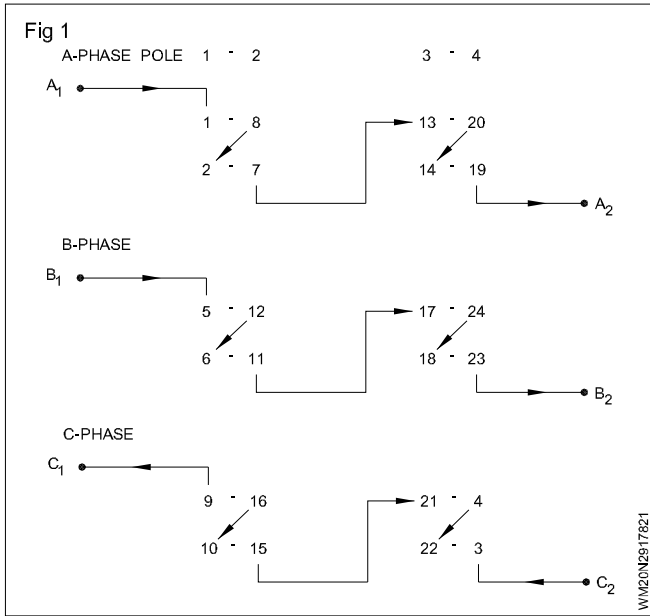 Fig 1
A-PHASE POLE 1 - 2 3 - 4
A1
1 - 8 13 - 20
2 - 7 14 - 19
A2
B-PHASE
B1
5 - 12 17 - 24
6 - 11 18 - 23
B2
C-PHASE
C1
9 - 16 21 - 4
10 - 15 22 - 3
C2
WM20N2917821